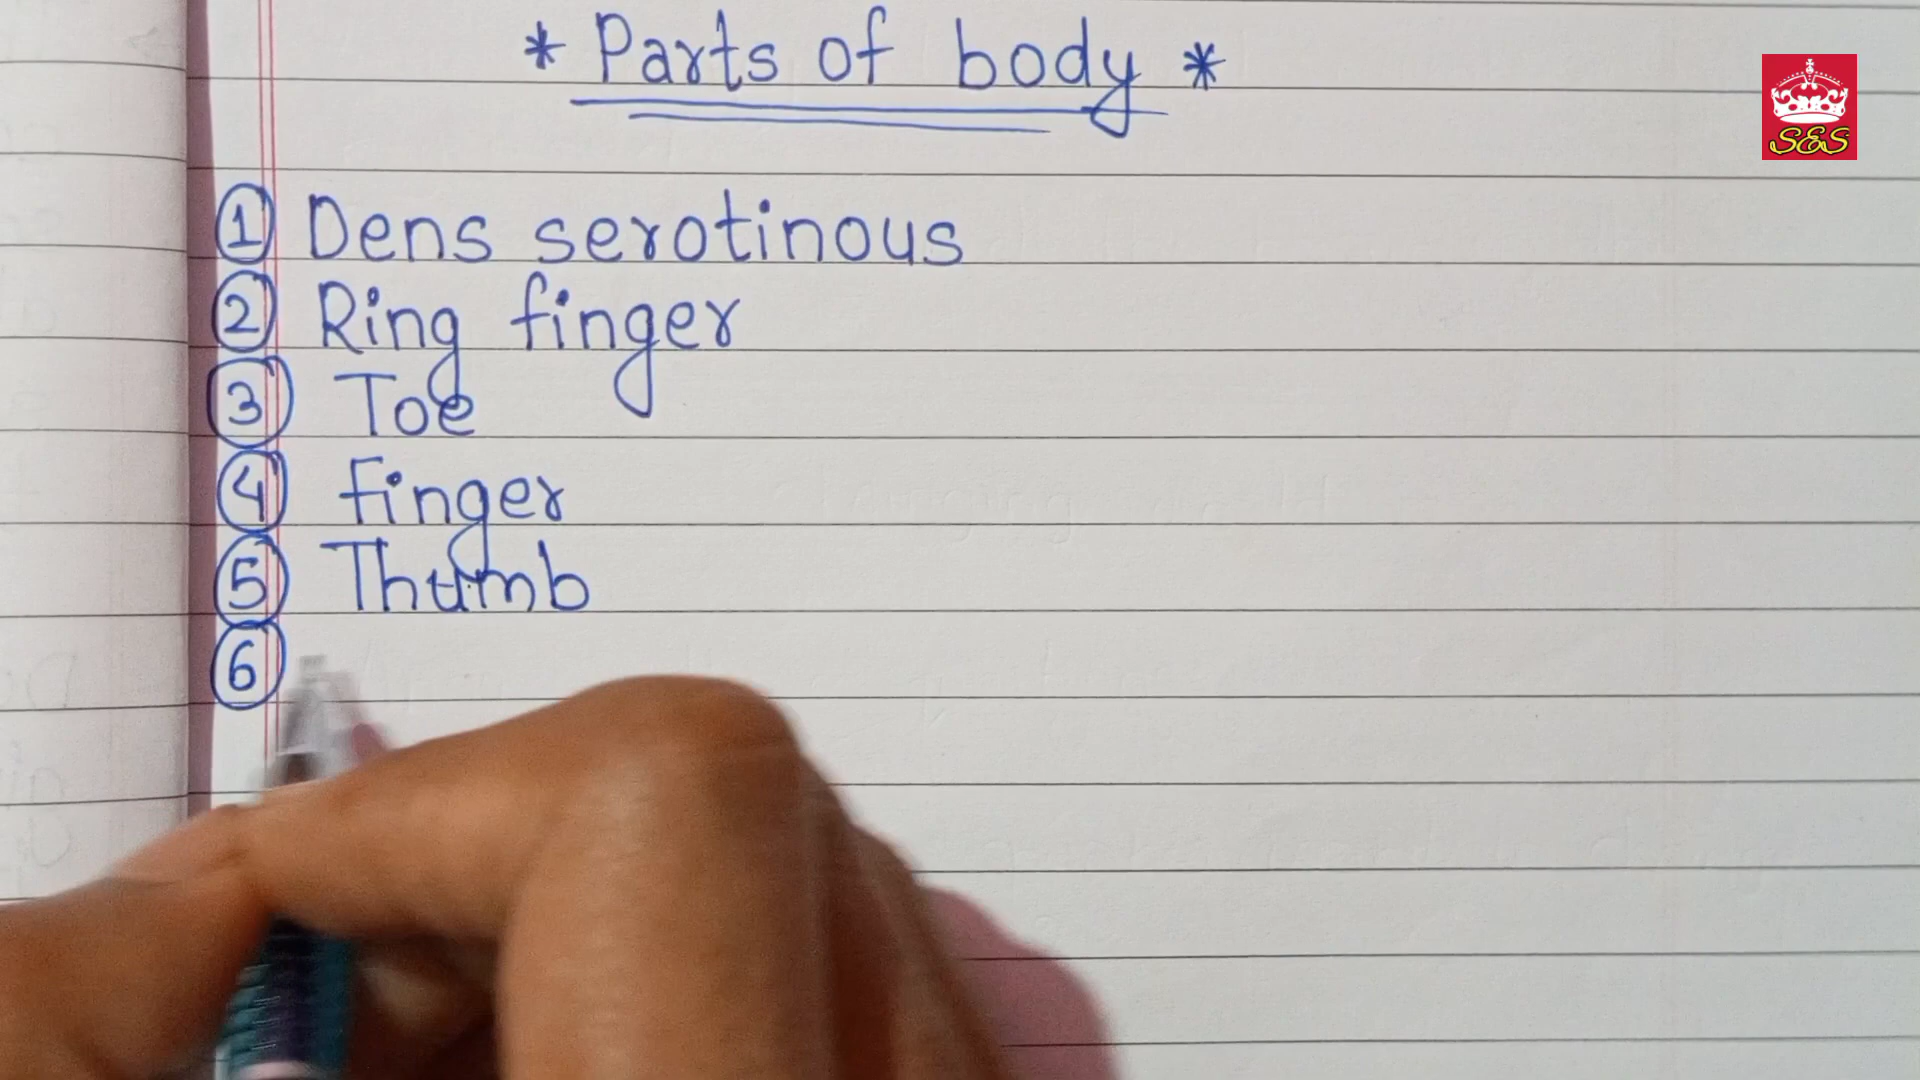 * Parts of body *
S&S
1 Dens serotinous
2 Ring finger
3 Toe
4 Finger
5 Thumb
6